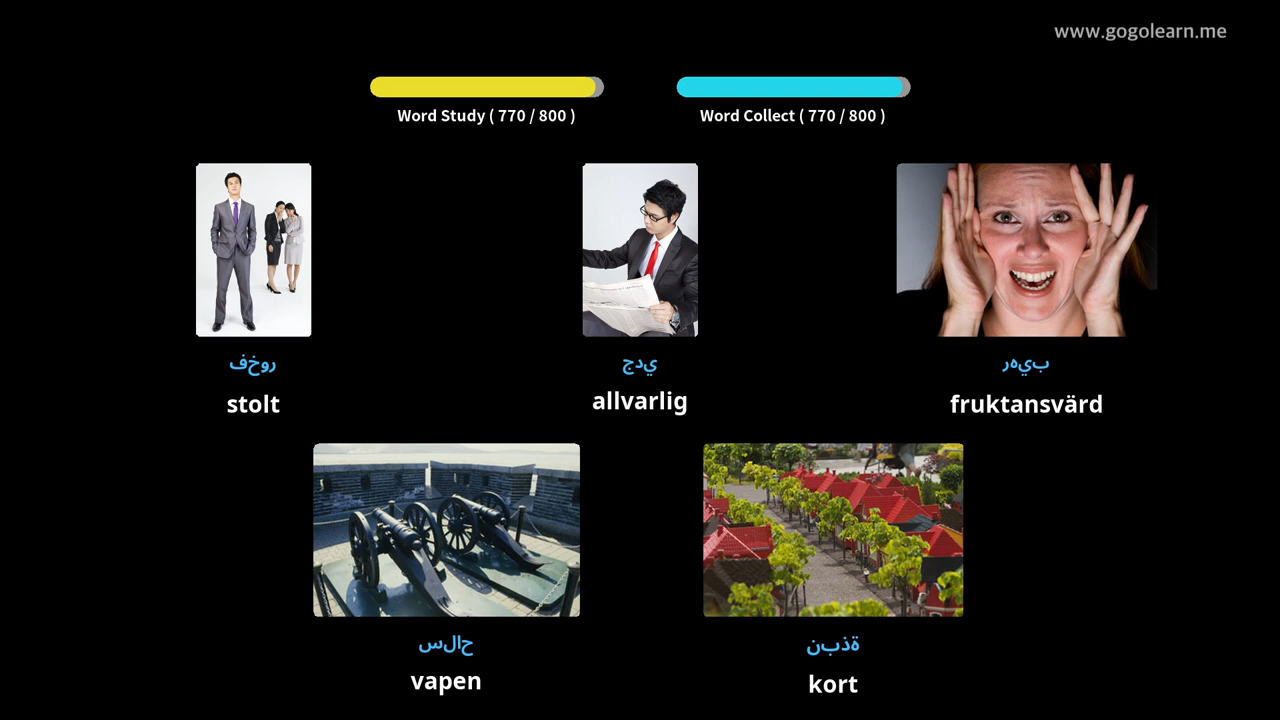 www.gogolearn.me
Word Study ( 770 / 800 )
Word Collect ( 770 / 800 )
روخف
يدج
بيهر
stolt
allvarlig
fruktansvärd
حالس
ةذبن
vapen
kort